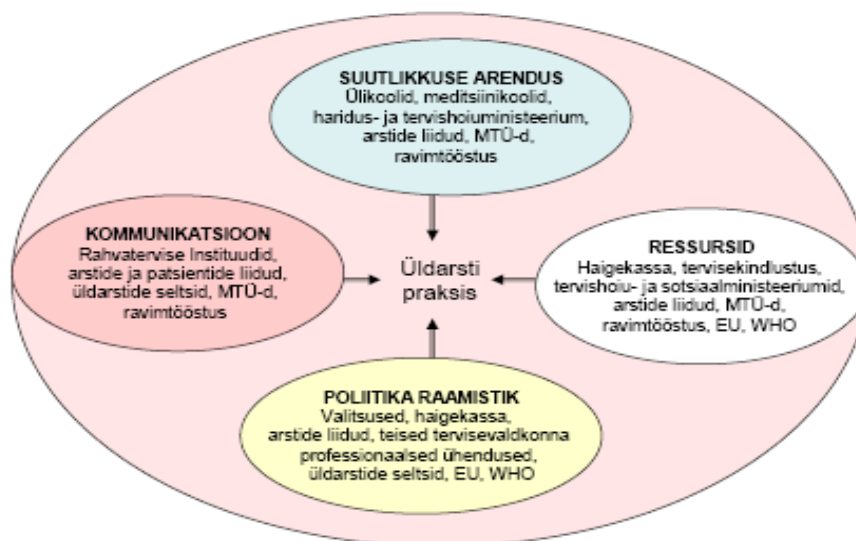 SUUTLIKKUSE ARENDUS
Ülikoolid, meditsiinikoolid,
haridus- ja tervishoiuministeerium,
arstide liidud, MTÜ-d,
ravimtööstus
KOMMUNIKATSIOON
Rahvatervise Instituudid,
arstide ja patsientide liidud,
üldarstide seltsid, MTÜ-d,
ravimtööstus
Üldarsti
praksis
RESSURSID
Haigekassa, tervisekindlustus,
tervishoiu- ja sotsiaalministeeriumid,
arstide liidud, MTÜ-d,
ravimtööstus, EU, WHO
POLIITIKA RAAMISTIK
Valitsused, haigekassa,
arstide liidud, teised tervisevaldkonna
professionaalsed ühendused,
üldarstide seltsid, EU, WHO